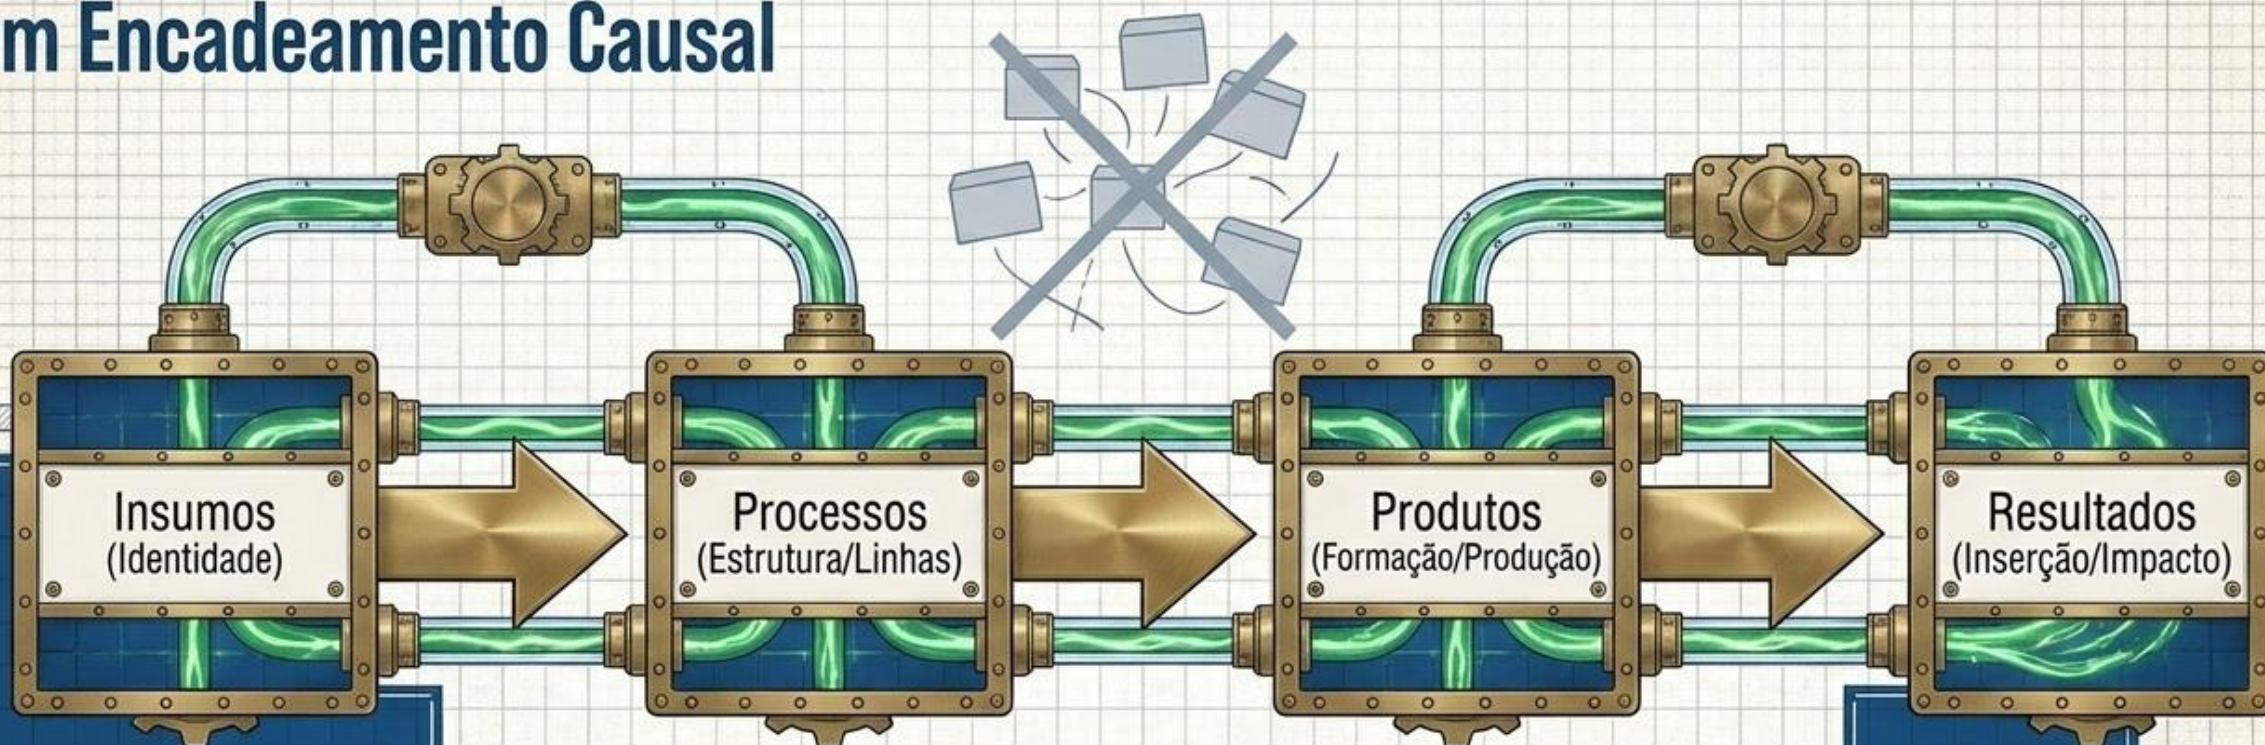 m Encadeamento Causal
Insumos
(Identidade)
Processos
(Estrutura/Linhas)
Produtos
(Formação/Produção)
Resultados
(Inserção/Impacto)